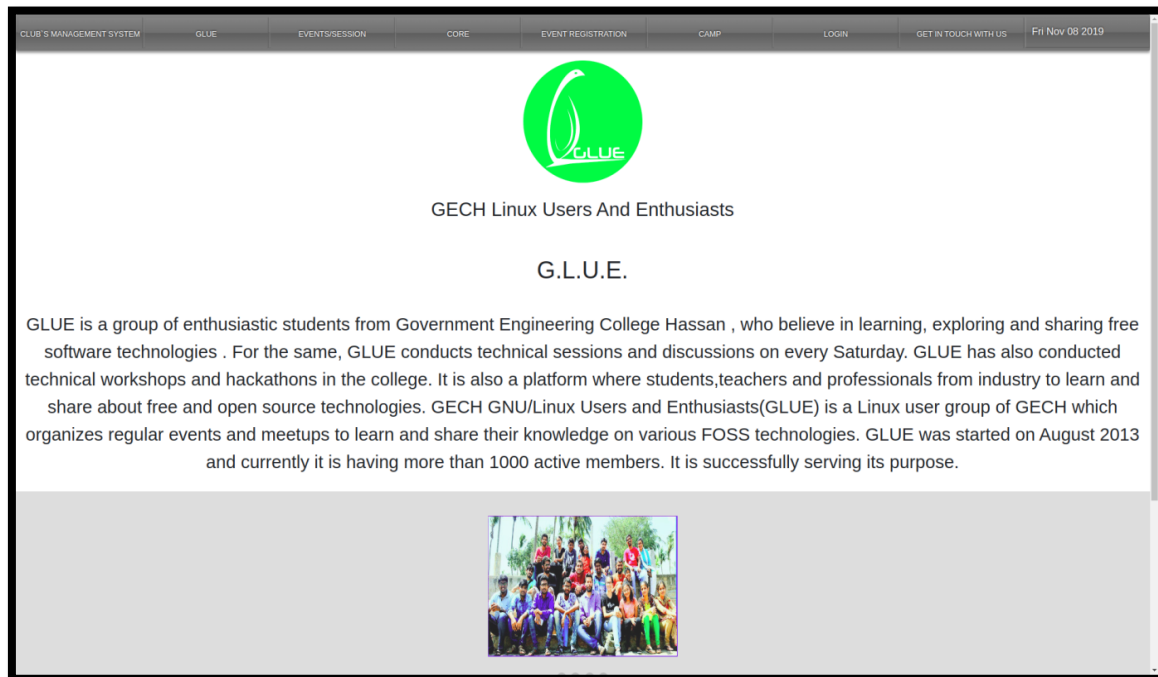 CLUB`S MANAGEMENT SYSTEM GLUE EVENTS/SESSION CORE EVENT REGISTRATION CAMP LOGIN GET IN TOUCH WITH US Fri Nov 08 2019
GLUE
GECH Linux Users And Enthusiasts
G.L.U.E.
GLUE is a group of enthusiastic students from Government Engineering College Hassan , who believe in learning, exploring and sharing free
software technologies . For the same, GLUE conducts technical sessions and discussions on every Saturday. GLUE has also conducted
technical workshops and hackathons in the college. It is also a platform where students,teachers and professionals from industry to learn and
share about free and open source technologies. GECH GNU/Linux Users and Enthusiasts(GLUE) is a Linux user group of GECH which
organizes regular events and meetups to learn and share their knowledge on various FOSS technologies. GLUE was started on August 2013
and currently it is having more than 1000 active members. It is successfully serving its purpose.